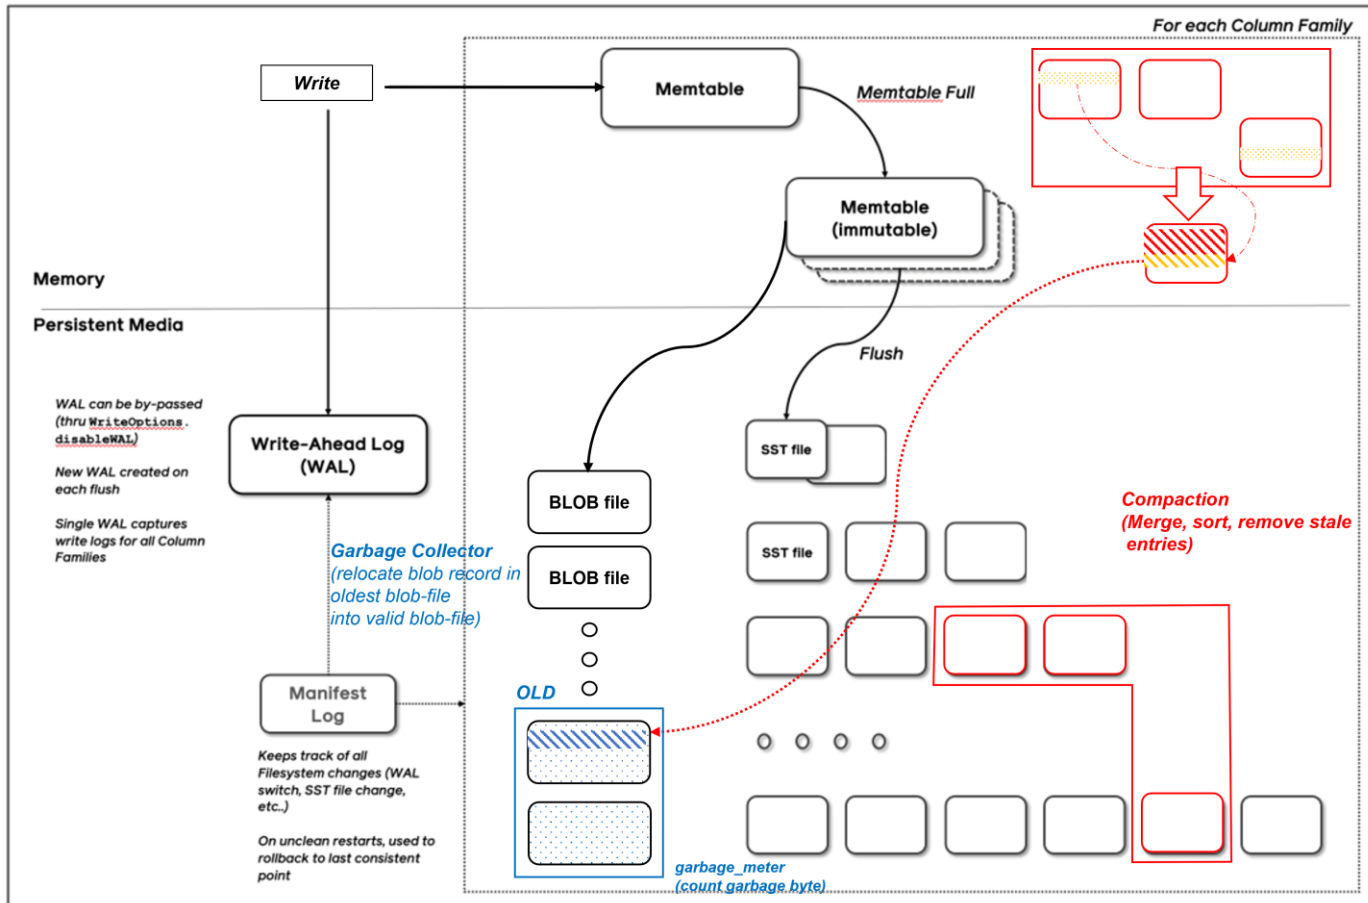 For each Column Family
Write
Memtable
Memtable Full
Memtable
(immutable)
Memory
Persistent Media
Flush
WAL can be by-passed
(thru WriteOptions.
disableWAL)
New WAL created on
each flush
Single WAL captures
write logs for all Column
Families
Write-Ahead Log
(WAL)
SST file
BLOB file
Compaction
(Merge, sort, remove stale
entries)
Garbage Collector
(relocate blob record in
oldest blob-file
into valid blob-file)
SST file
BLOB file
Manifest
Log
OLD
Keeps track of all
Filesystem changes (WAL
switch, SST file change,
etc..)
On unclean restarts, used to
rollback to last consistent
point
garbage_meter
(count garbage byte)